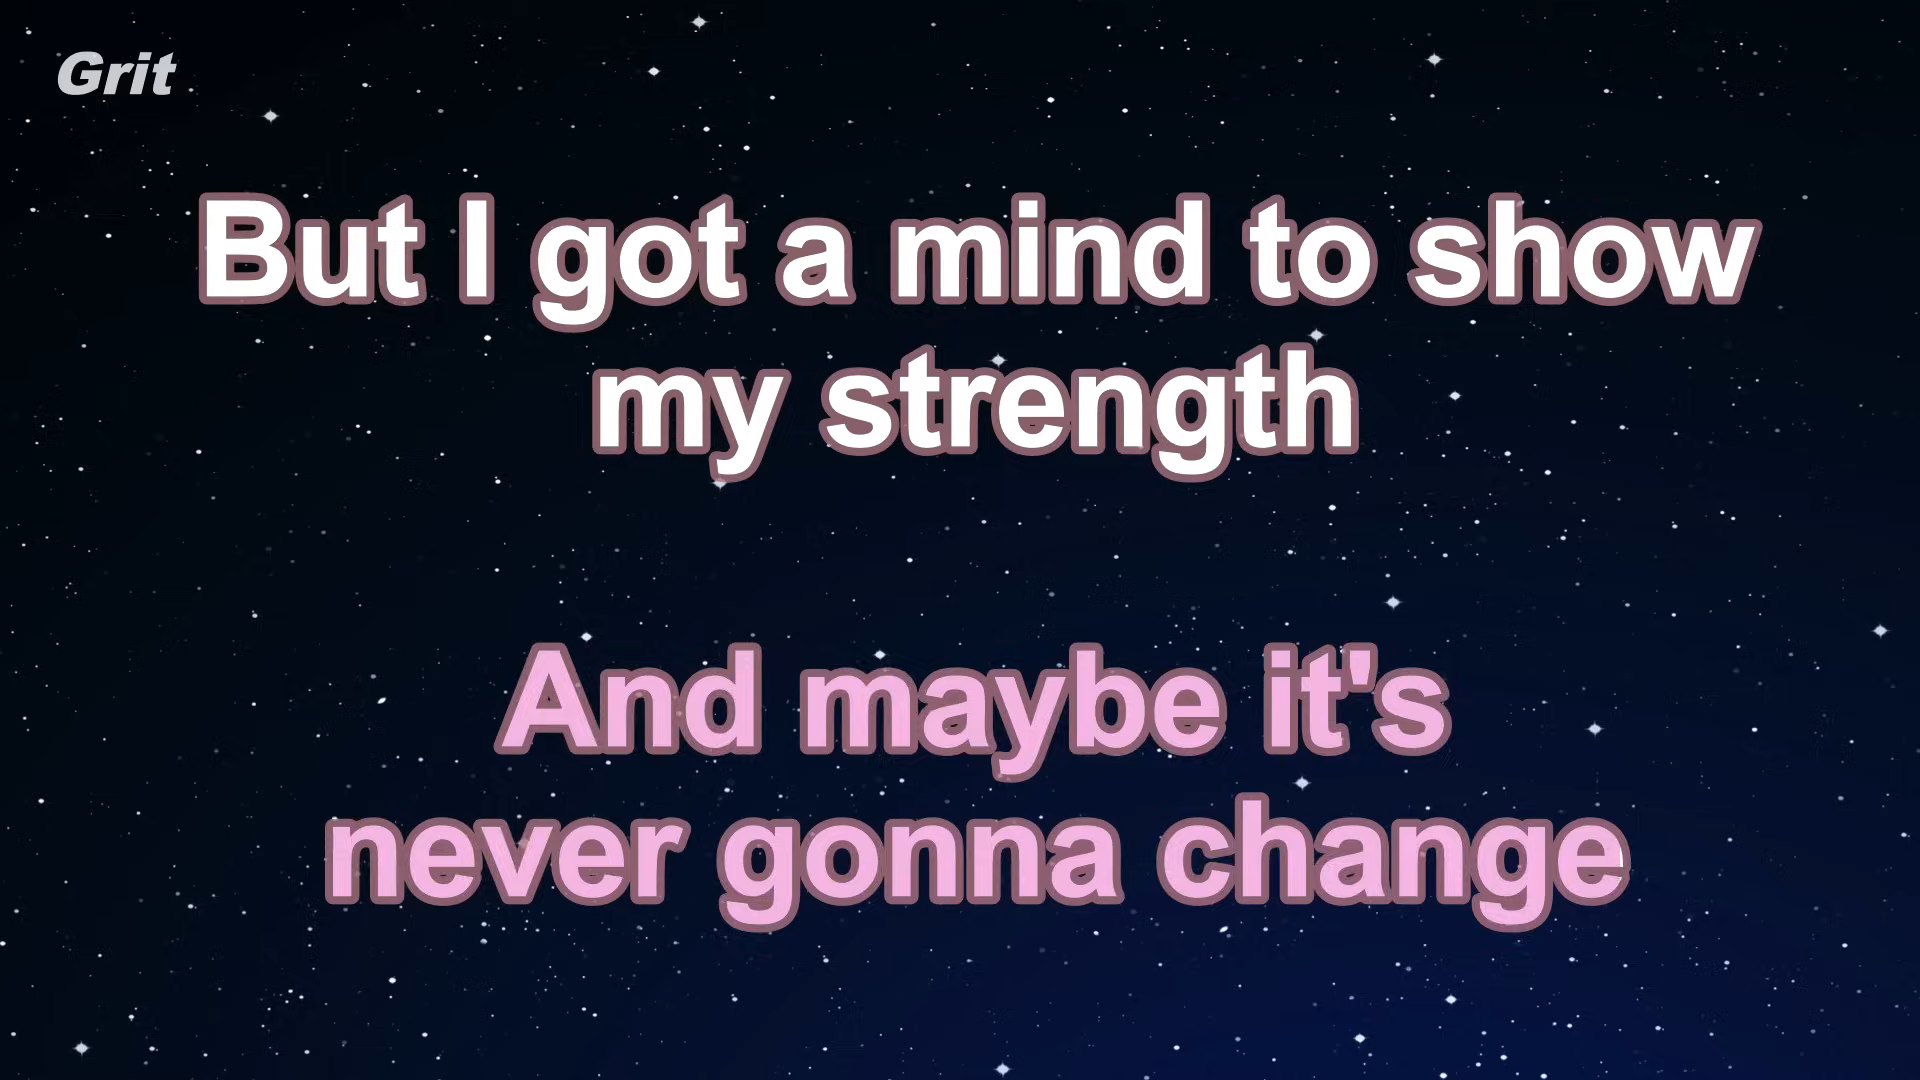 Grit
But I got a mind to show
my strength
And maybe it's
never gonna change